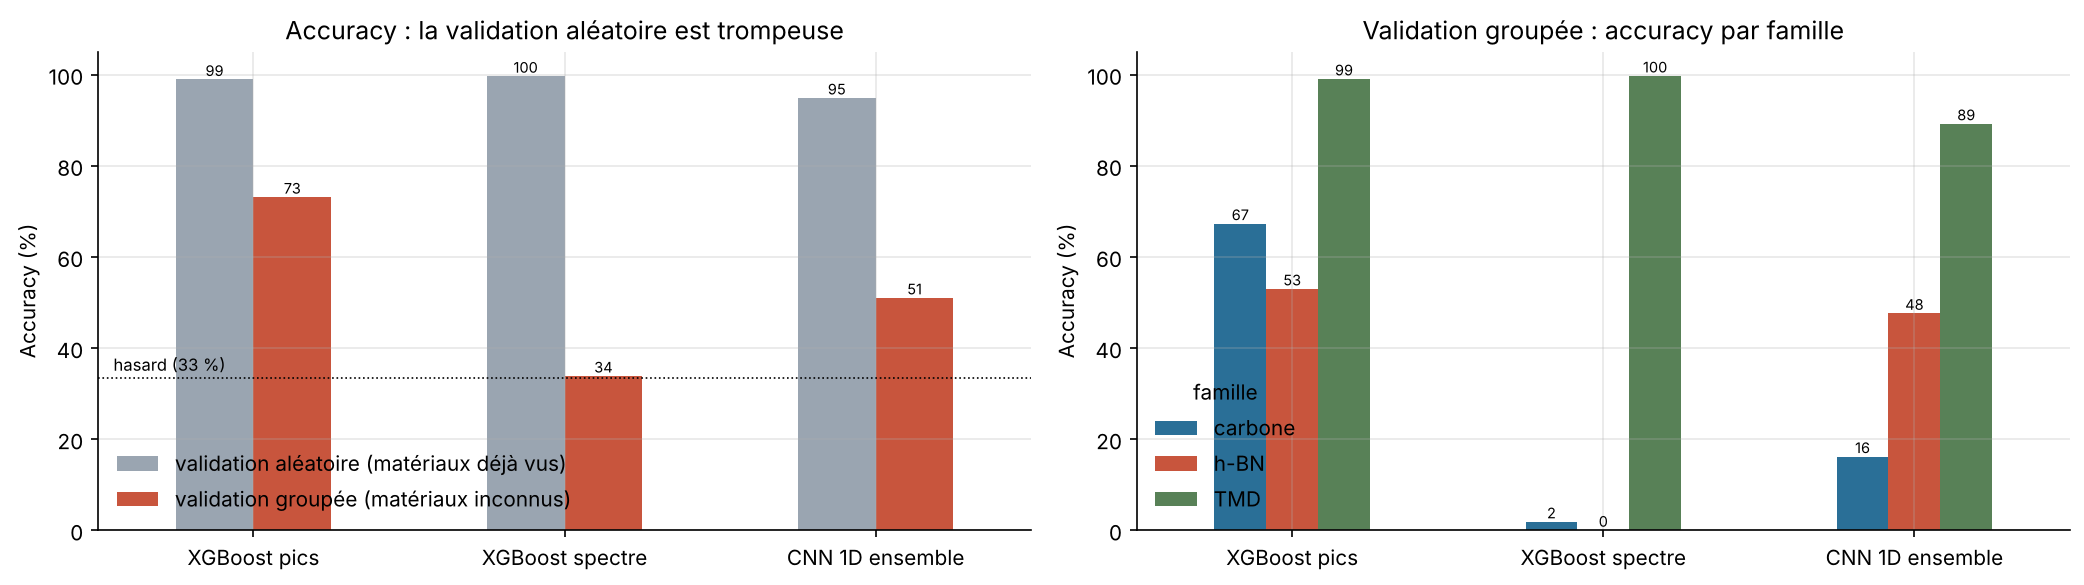 Accuracy : la validation aléatoire est trompeuse
Accuracy (%)
100
80
60
40
20
0
99
73
100
34
95
51
hasard (33 %)
validation aléatoire (matériaux déjà vus)
validation groupée (matériaux inconnus)
XGBoost pics
XGBoost spectre
CNN 1D ensemble
Validation groupée : accuracy par famille
Accuracy (%)
100
80
60
40
20
0
67
53
99
2
0
100
16
48
89
famille
carbone
h-BN
TMD
XGBoost pics
XGBoost spectre
CNN 1D ensemble